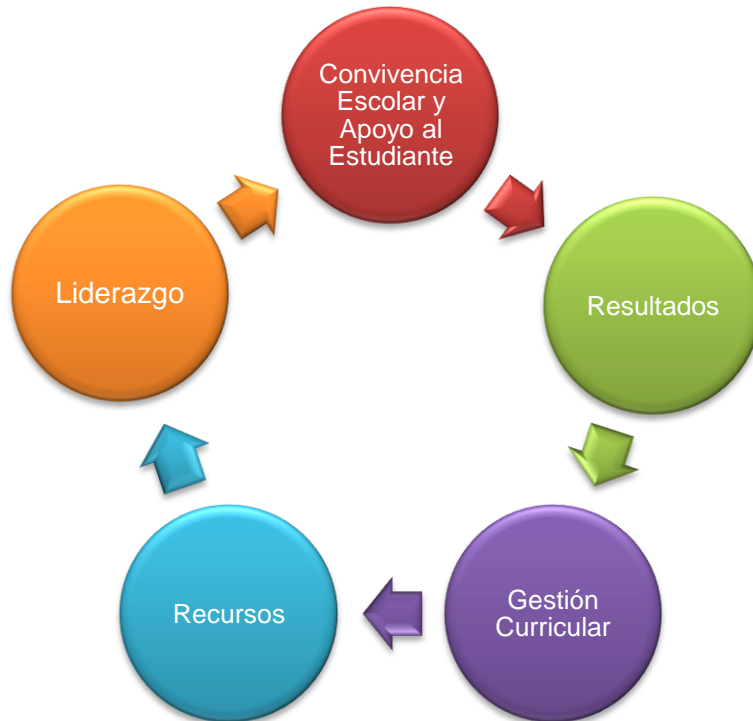 Convivencia
Escolar y
Apoyo al
Estudiante
Liderazgo
Resultados
Recursos
Gestión
Curricular